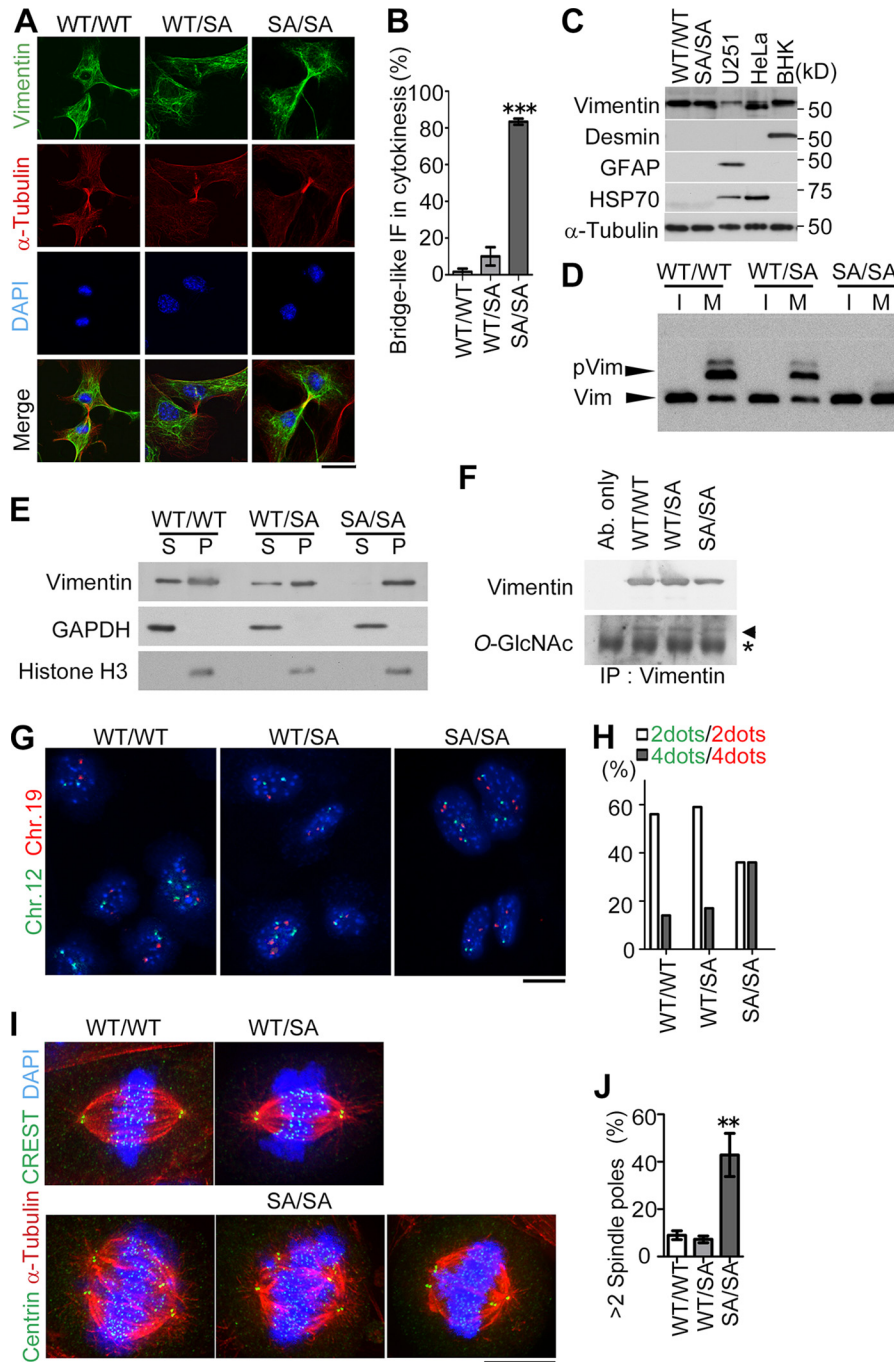 A
WT/WT WT/SA SA/SA
Vimentin
α-Tubulin
DAPI
Merge
B
Bridge-like IF in cytokinesis (%)
100
80
60
40
20
0
***
WT/WT
WT/SA
SA/SA
C
WT/WT
SA/SA
U251
HeLa
BHK
(kD)
Vimentin 50
Desmin
GFAP 50
HSP70 75
α-Tubulin 50
D
WT/WT WT/SA SA/SA
I M I M I M
pVim
Vim
E
WT/WT WT/SA SA/SA
S P S P S P
Vimentin
GAPDH
Histone H3
F
Ab. only
WT/WT
WT/SA
SA/SA
Vimentin
O-GlcNAc
*
IP : Vimentin
G
WT/WT WT/SA SA/SA
Chr.12 Chr.19
H
2dots/2dots
4dots/4dots
(%)
60
40
20
0
WT/WT
WT/SA
SA/SA
I
WT/WT WT/SA
SA/SA
Centrin α-Tubulin CREST DAPI
J
>2 Spindle poles (%)
60
40
20
0
**
WT/WT
WT/SA
SA/SA